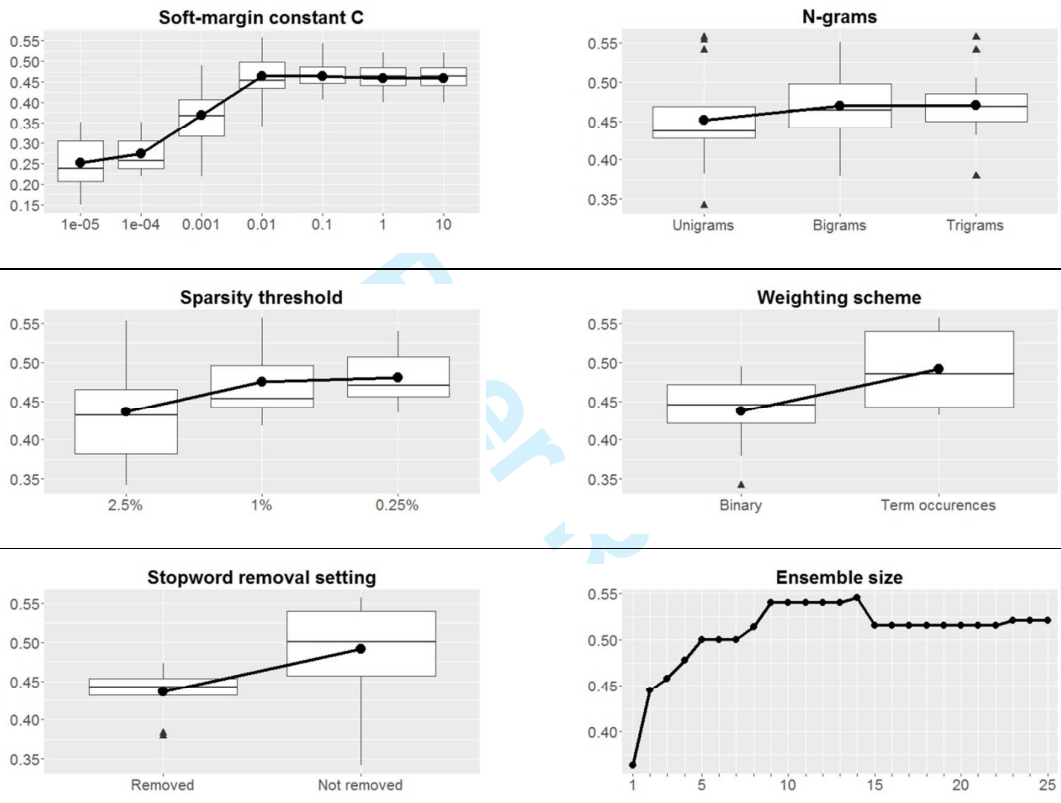 Soft-margin constant C
0.55
0.50
0.45
0.40
0.35
0.30
0.25
0.20
0.15
1e-05 1e-04 0.001 0.01 0.1 1 10
N-grams
0.55
0.50
0.45
0.40
0.35
Unigrams Bigrams Trigrams
Sparsity threshold
0.55
0.50
0.45
0.40
0.35
2.5% 1% 0.25%
Weighting scheme
0.55
0.50
0.45
0.40
0.35
Binary Term occurences
Stopword removal setting
0.55
0.50
0.45
0.40
0.35
Removed Not removed
Ensemble size
0.55
0.50
0.45
0.40
1 5 10 15 20 25